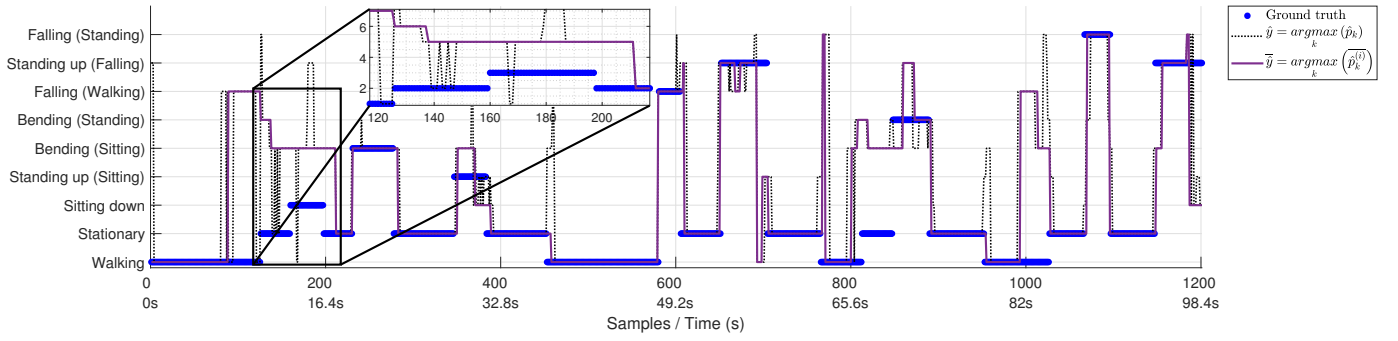 Falling (Standing)
Standing up (Falling)
Falling (Walking)
Bending (Standing)
Bending (Sitting)
Standing up (Sitting)
Sitting down
Stationary
Walking
6
4
2
120 140 160 180 200
200 400 600 800 1000 1200
0 0s 16.4s 32.8s 49.2s 65.6s 82s 98.4s
Samples / Time (s)
Ground truth
ŷ = argmax (p̂ₖ)
k
y̅ = argmax (p̂ₖ⁽ⁱ⁾)
k